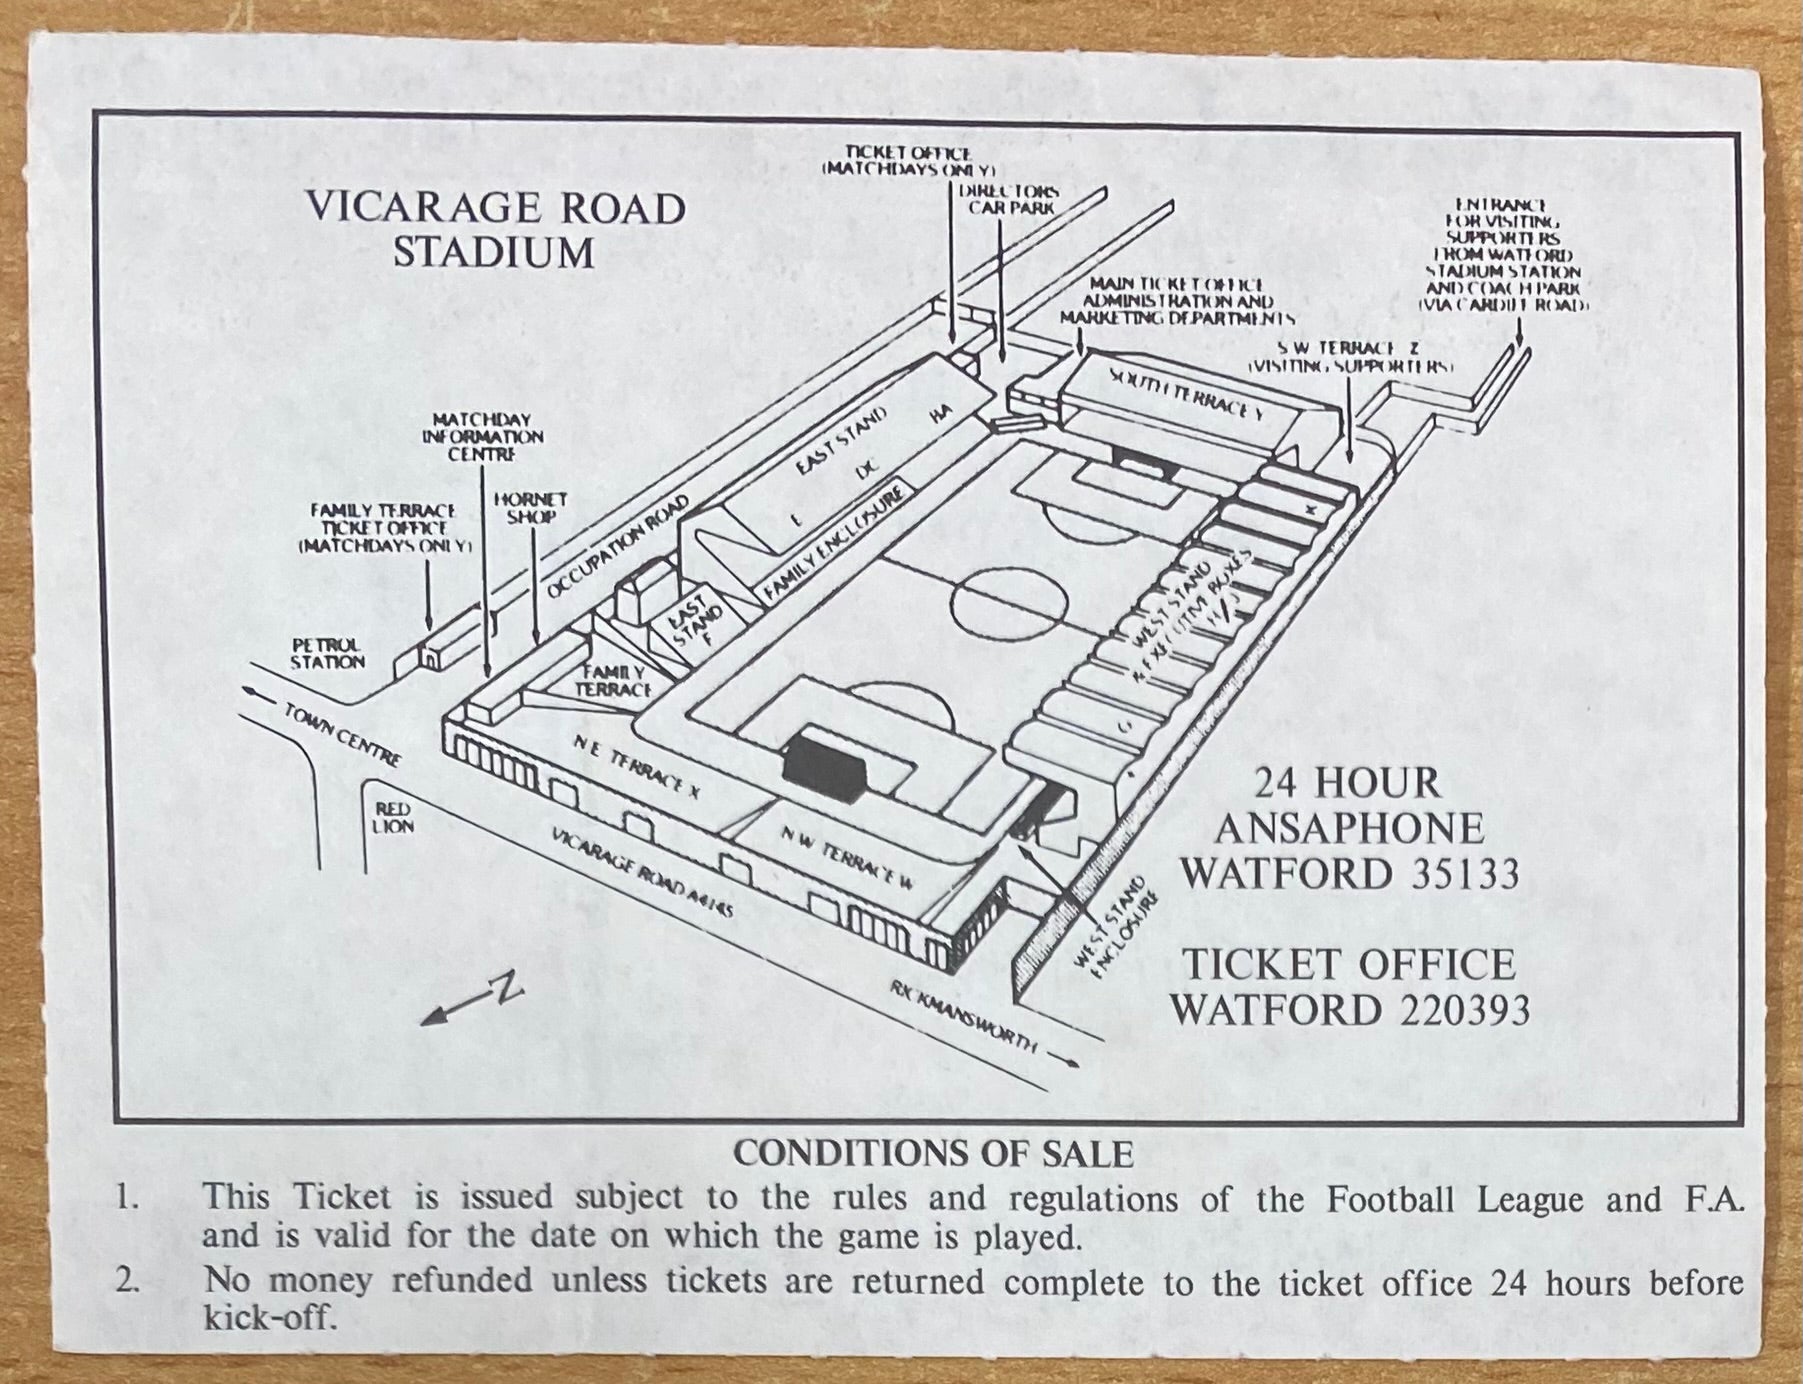 VICARAGE ROAD
STADIUM
TICKET OFFICE
(MATCHDAYS ONLY)
DIRECTORS
CAR PARK
MAIN TICKET OFFICE
ADMINISTRATION AND
MARKETING DEPARTMENTS
ENTRANCE
FOR VISITING
SUPPORTERS
FROM WATFORD
STADIUM STATION
AND COACH PARK
(VIA CARDIFF ROAD)
S W TERRACE Z
(VISITING SUPPORTERS)
SOUTH TERRACE Y
MATCHDAY
INFORMATION
CENTRE
HORNET
SHOP
FAMILY TERRACE
TICKET OFFICE
(MATCHDAYS ONLY)
OCCUPATION ROAD
EAST STAND
BA
DC
E
FAMILY ENCLOSURE
EAST
STAND
F
FAMILY
TERRACE
PETROL
STATION
TOWN CENTRE
RED
LION
N E TERRACE X
N W TERRACE W
VICARAGE ROAD A4145
RICKMANSWORTH
K
WEST STAND
& EXECUTIVE BOXES
H/J
G
WEST STAND
ENCLOSURE
N
24 HOUR
ANSAPHONE
WATFORD 35133
TICKET OFFICE
WATFORD 220393
CONDITIONS OF SALE
1. This Ticket is issued subject to the rules and regulations of the Football League and F.A.
and is valid for the date on which the game is played.
2. No money refunded unless tickets are returned complete to the ticket office 24 hours before
kick-off.